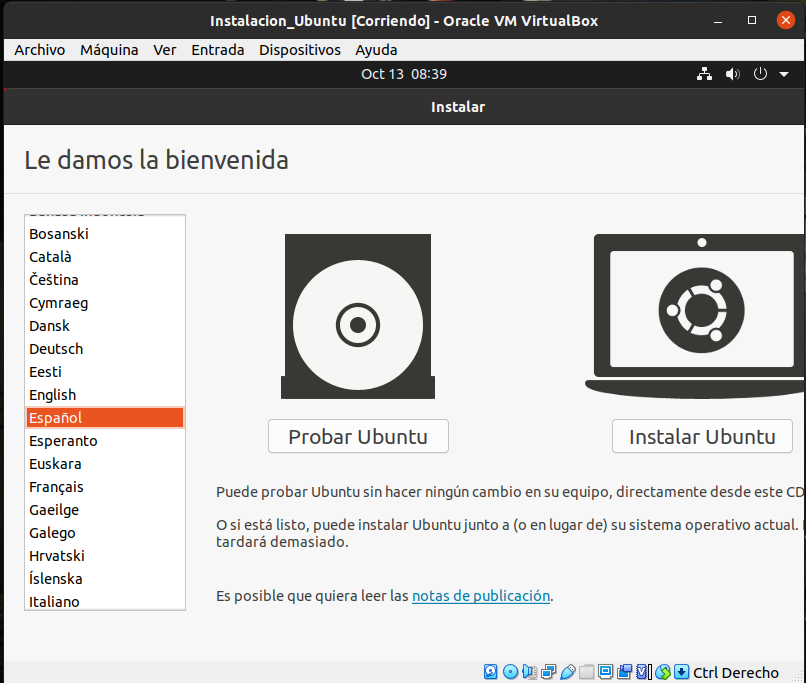 Instalacion_Ubuntu [Corriendo] - Oracle VM VirtualBox
Archivo Máquina Ver Entrada Dispositivos Ayuda
Oct 13 08:39
Instalar
Le damos la bienvenida
Bosanski
Català
Čeština
Cymraeg
Dansk
Deutsch
Eesti
English
Español
Esperanto
Euskara
Français
Gaeilge
Galego
Hrvatski
Íslenska
Italiano
Probar Ubuntu
Instalar Ubuntu
Puede probar Ubuntu sin hacer ningún cambio en su equipo, directamente desde este CD
O si está listo, puede instalar Ubuntu junto a (o en lugar de) su sistema operativo actual.
tardará demasiado.
Es posible que quiera leer las notas de publicación.
Ctrl Derecho